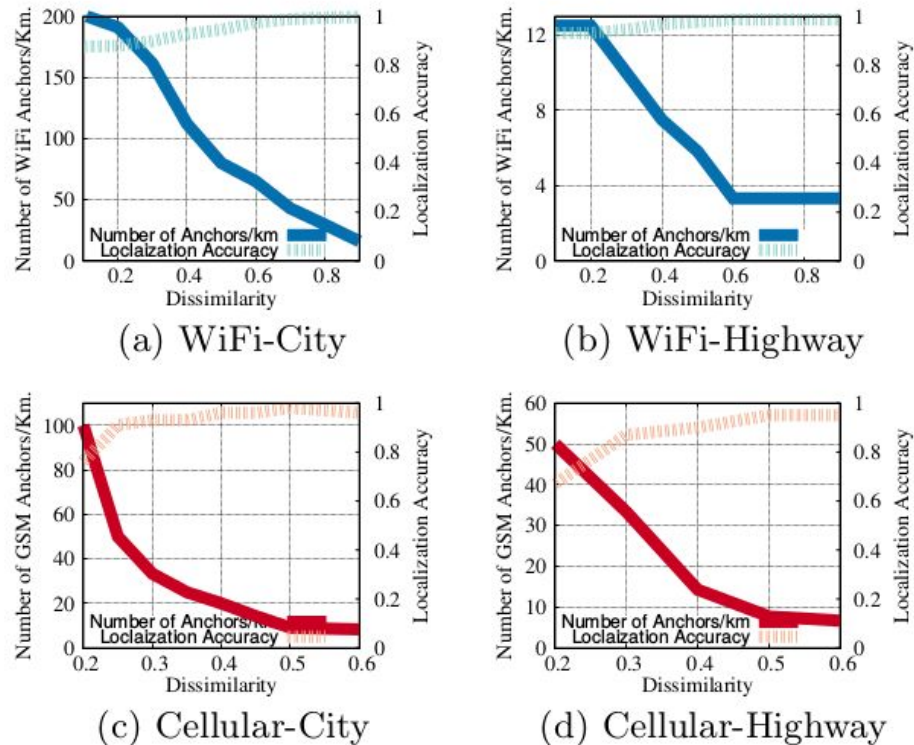 Number of WiFi Anchors/Km.
200
150
100
50
0
0.2 0.4 0.6 0.8
Dissimilarity
1
0.8
0.6
0.4
0.2
0
Localization Accuracy
Number of Anchors/km
Loclaization Accuracy
(a) WiFi-City
Number of WiFi Anchors/Km.
12
8
4
0
0.2 0.4 0.6 0.8
Dissimilarity
1
0.8
0.6
0.4
0.2
0
Localization Accuracy
Number of Anchors/km
Loclaization Accuracy
(b) WiFi-Highway
Number of GSM Anchors/Km.
100
80
60
40
20
0
0.2 0.3 0.4 0.5 0.6
Dissimilarity
1
0.8
0.6
0.4
0.2
0
Localization Accuracy
Number of Anchors/km
Loclaization Accuracy
(c) Cellular-City
Number of GSM Anchors/Km.
60
50
40
30
20
10
0
0.2 0.3 0.4 0.5 0.6
Dissimilarity
1
0.8
0.6
0.4
0.2
0
Localization Accuracy
Number of Anchors/km
Loclaization Accuracy
(d) Cellular-Highway